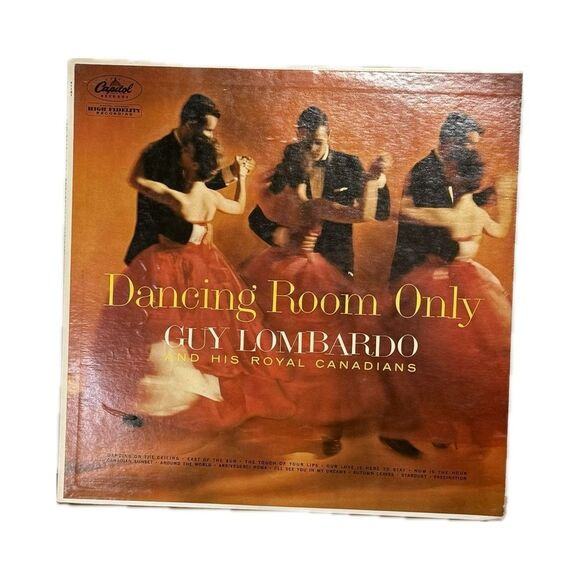 Capitol
RECORDS
HIGH FIDELITY
RECORDING
Dancing Room Only
GUY LOMBARDO
AND HIS ROYAL CANADIANS
DANCING ON THE CEILING • EAST OF THE SUN • THE TOUCH OF YOUR LIPS • OUR LOVE IS HERE TO STAY • NOW IS THE HOUR
CANADIAN SUNSET • AROUND THE WORLD • ARRIVEDERCI ROMA • I'LL SEE YOU IN MY DREAMS • AUTUMN LEAVES • STARDUST • FASCINATION